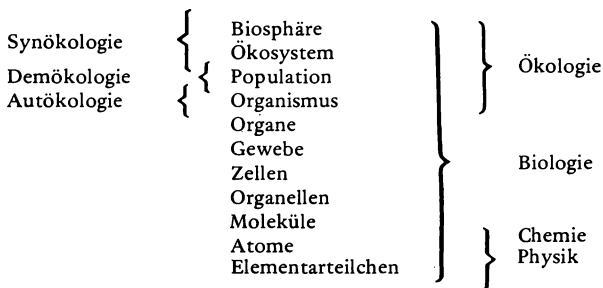 Synökologie
Demökologie
Autökologie
Biosphäre
Ökosystem
Population
Organismus
Organe
Gewebe
Zellen
Organellen
Moleküle
Atome
Elementarteilchen
Ökologie
Biologie
Chemie
Physik